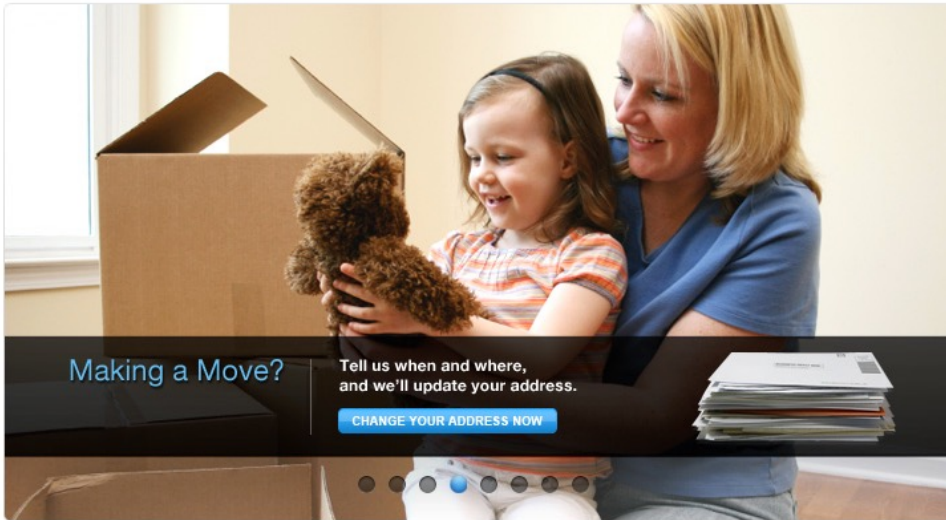 Making a Move?
Tell us when and where,
and we'll update your address.
CHANGE YOUR ADDRESS NOW